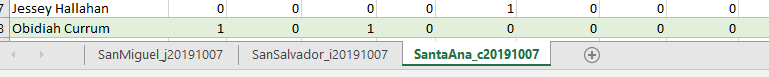 7 Jessey Hallahan 0 0 0 0 1 0 0 0
8 Obidiah Currum 1 0 1 0 0 0 0 0
SanMiguel_j20191007 SanSalvador_i20191007 SantaAna_c20191007